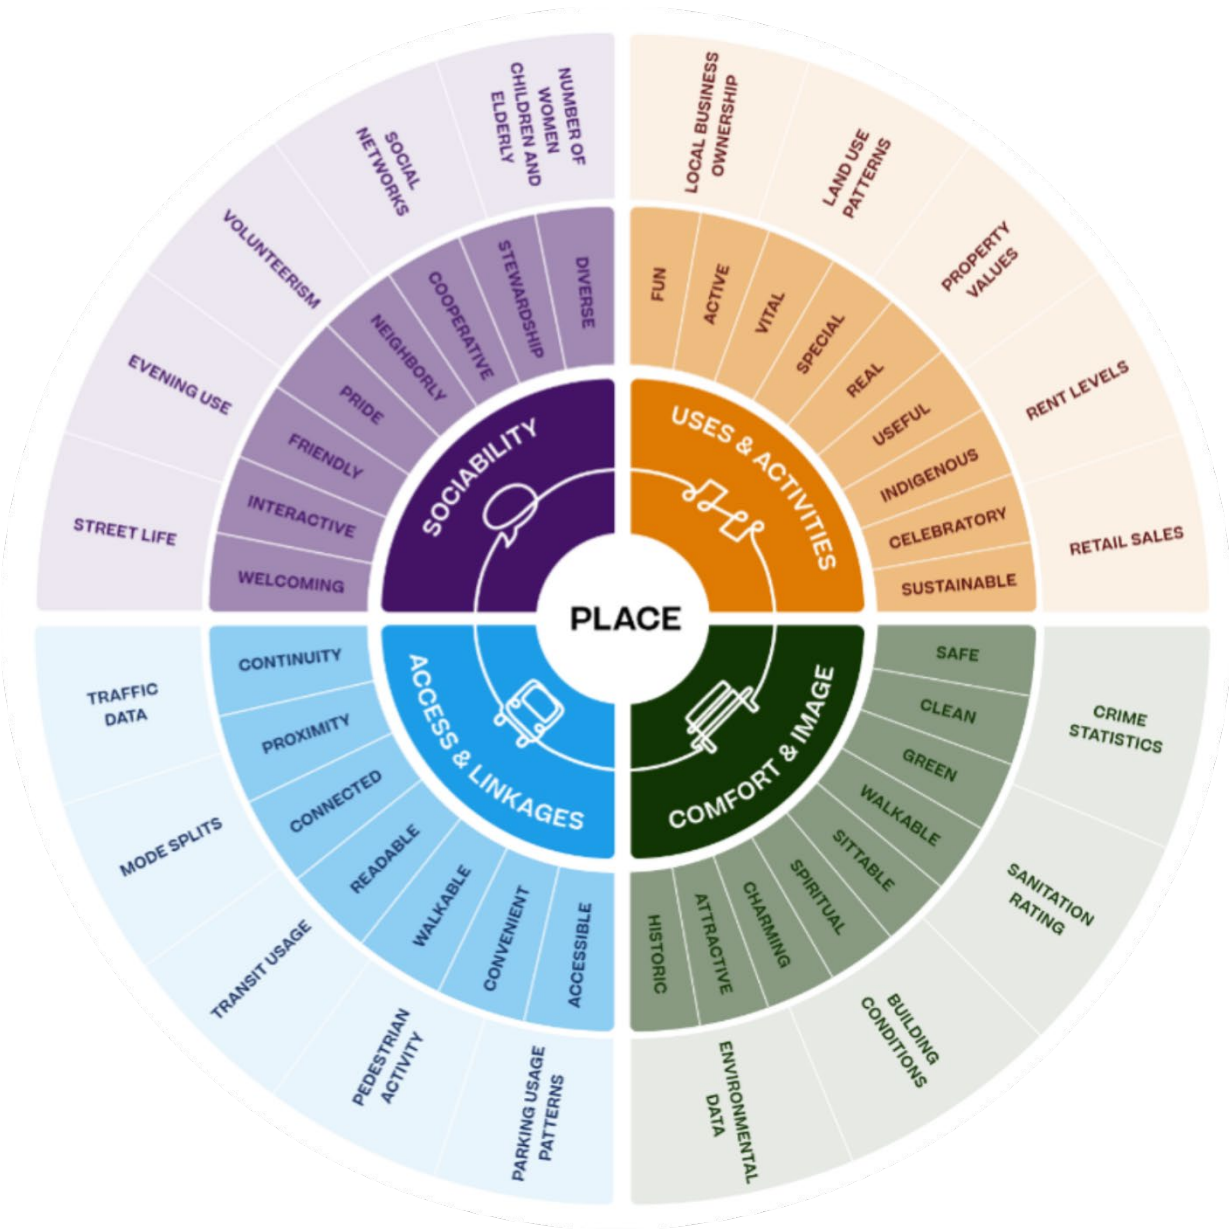 PLACE
SOCIABILITY
DIVERSE
STEWARDSHIP
COOPERATIVE
NEIGHBORLY
PRIDE
FRIENDLY
INTERACTIVE
WELCOMING
NUMBER OF
WOMEN
CHILDREN AND
ELDERLY
SOCIAL
NETWORKS
VOLUNTEERISM
EVENING USE
STREET LIFE
USES & ACTIVITIES
FUN
ACTIVE
VITAL
SPECIAL
REAL
USEFUL
INDIGENOUS
CELEBRATORY
SUSTAINABLE
LOCAL BUSINESS
OWNERSHIP
LAND USE
PATTERNS
PROPERTY
VALUES
RENT LEVELS
RETAIL SALES
COMFORT & IMAGE
SAFE
CLEAN
GREEN
WALKABLE
SITTABLE
SPIRITUAL
CHARMING
ATTRACTIVE
HISTORIC
CRIME
STATISTICS
SANITATION
RATING
BUILDING
CONDITIONS
ENVIRONMENTAL
DATA
ACCESS & LINKAGES
CONTINUITY
PROXIMITY
CONNECTED
READABLE
WALKABLE
CONVENIENT
ACCESSIBLE
TRAFFIC
DATA
MODE SPLITS
TRANSIT USAGE
PEDESTRIAN
ACTIVITY
PARKING USAGE
PATTERNS